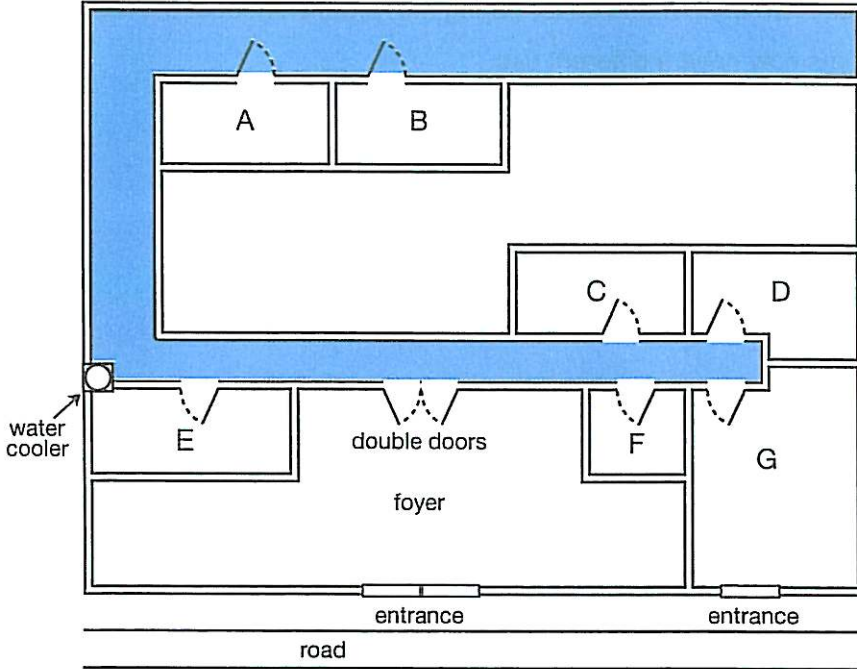 A
B
C
D
water
cooler
E
double doors
F
G
foyer
entrance
entrance
road